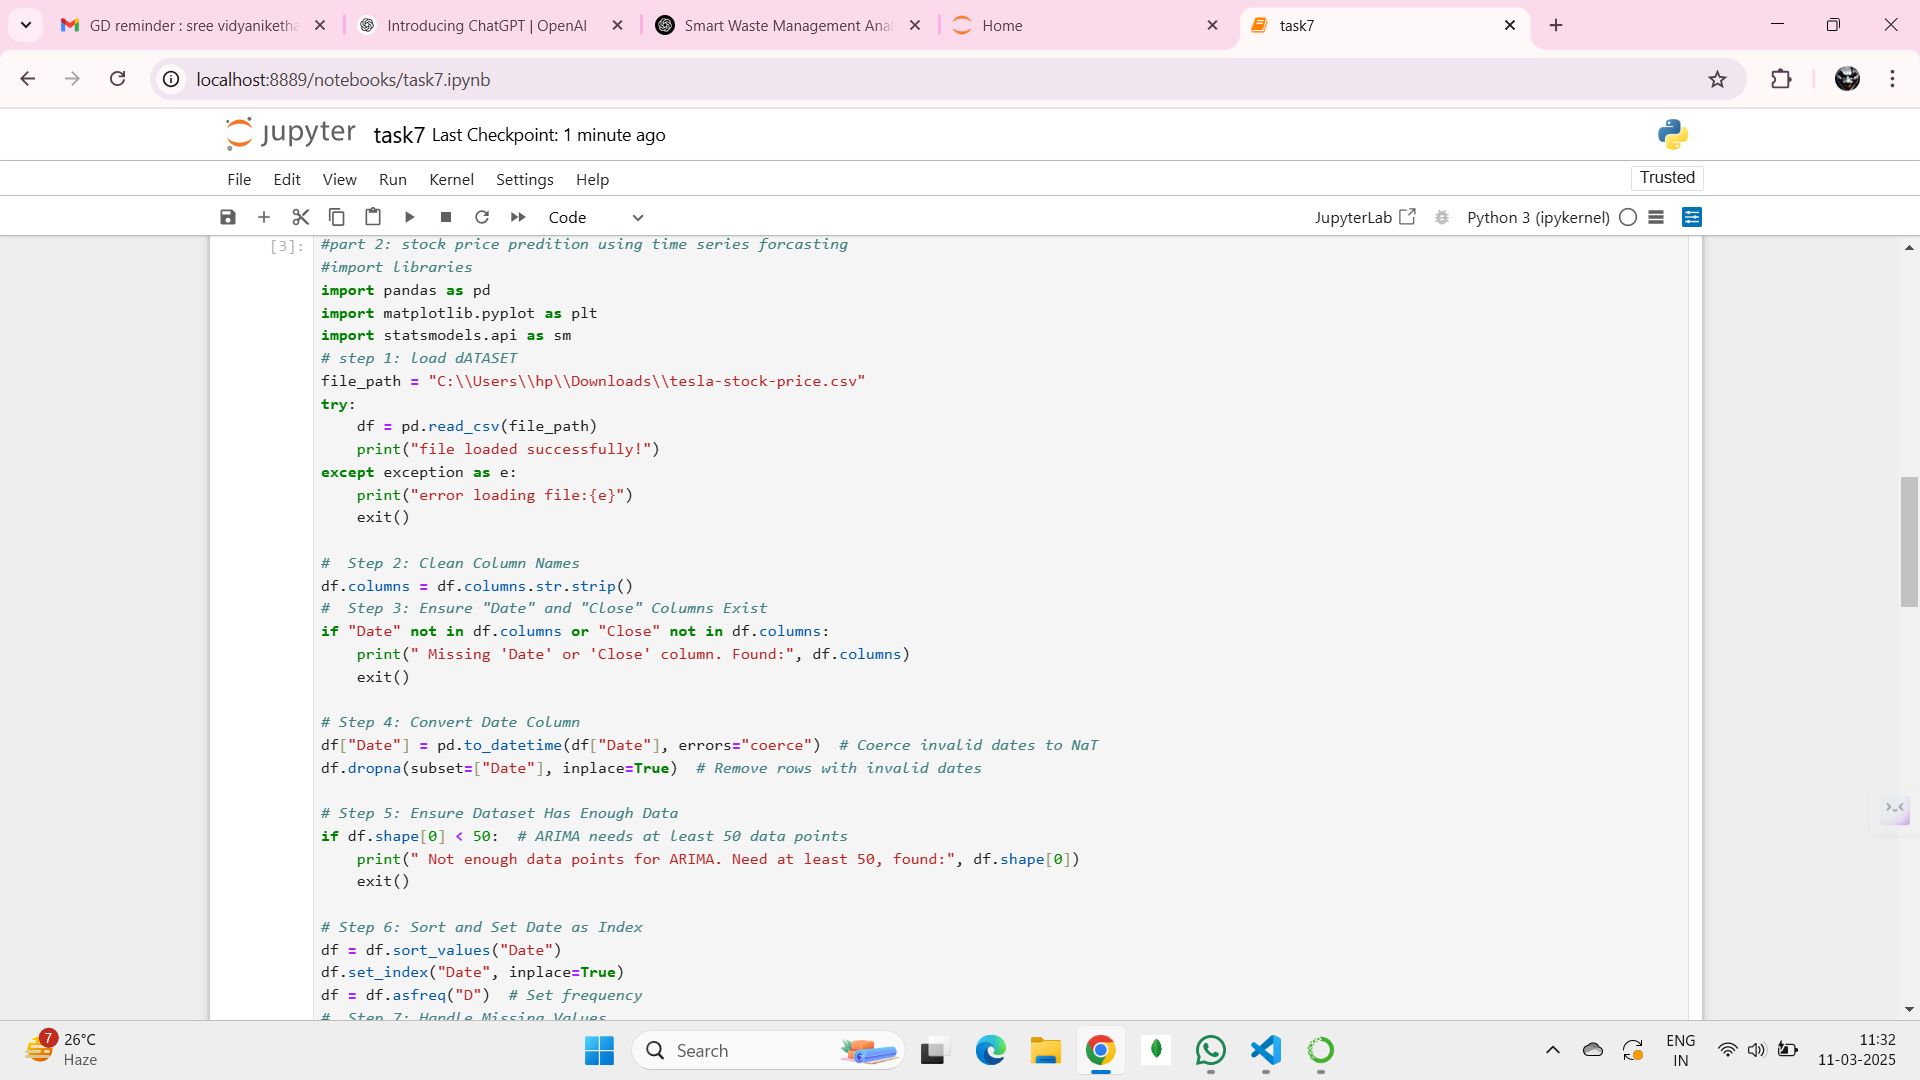 GD reminder : sree vidyaniketha
Introducing ChatGPT | OpenAI
Smart Waste Management Anal
Home
task7
localhost:8889/notebooks/task7.ipynb
jupyter task7 Last Checkpoint: 1 minute ago
File Edit View Run Kernel Settings Help
Trusted
Code
JupyterLab
Python 3 (ipykernel)
[3]:
#part 2: stock price predition using time series forcasting
#import libraries
import pandas as pd
import matplotlib.pyplot as plt
import statsmodels.api as sm
# step 1: load dATASET
file_path = "C:\\Users\\hp\\Downloads\\tesla-stock-price.csv"
try:
    df = pd.read_csv(file_path)
    print("file loaded successfully!")
except exception as e:
    print("error loading file:{e}")
    exit()
#  Step 2: Clean Column Names
df.columns = df.columns.str.strip()
#  Step 3: Ensure "Date" and "Close" Columns Exist
if "Date" not in df.columns or "Close" not in df.columns:
    print(" Missing 'Date' or 'Close' column. Found:", df.columns)
    exit()
# Step 4: Convert Date Column
df["Date"] = pd.to_datetime(df["Date"], errors="coerce")  # Coerce invalid dates to NaT
df.dropna(subset=["Date"], inplace=True)  # Remove rows with invalid dates
# Step 5: Ensure Dataset Has Enough Data
if df.shape[0] < 50:  # ARIMA needs at least 50 data points
    print(" Not enough data points for ARIMA. Need at least 50, found:", df.shape[0])
    exit()
# Step 6: Sort and Set Date as Index
df = df.sort_values("Date")
df.set_index("Date", inplace=True)
df = df.asfreq("D")  # Set frequency
#  Step 7: Handle Missing Values
7
26°C
Haze
Search
ENG
IN
11:32
11-03-2025